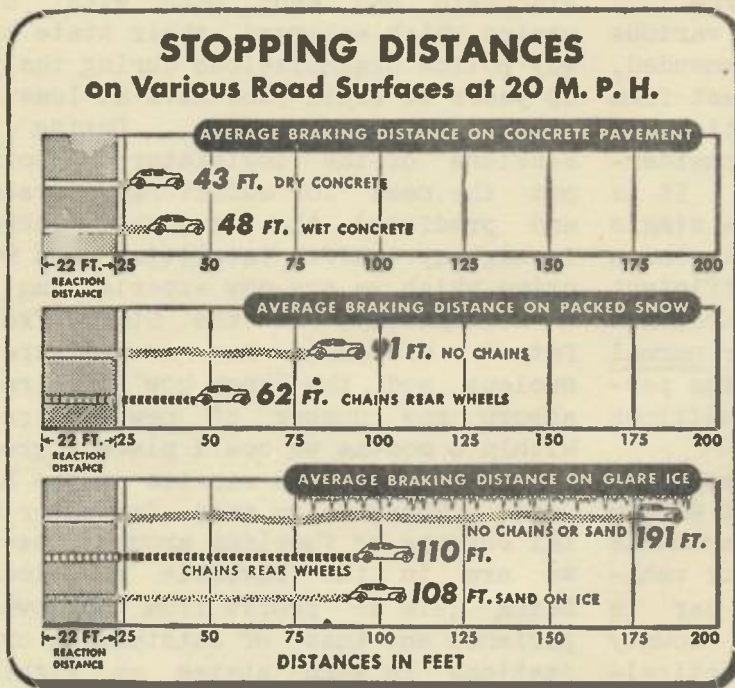 STOPPING DISTANCES
on Various Road Surfaces at 20 M. P. H.
AVERAGE BRAKING DISTANCE ON CONCRETE PAVEMENT
43 FT. DRY CONCRETE
48 FT. WET CONCRETE
22 FT. 25 50 75 100 125 150 175 200
REACTION
DISTANCE
AVERAGE BRAKING DISTANCE ON PACKED SNOW
91 FT. NO CHAINS
62 FT. CHAINS REAR WHEELS
22 FT. 25 50 75 100 125 150 175 200
REACTION
DISTANCE
AVERAGE BRAKING DISTANCE ON GLARE ICE
NO CHAINS OR SAND 191 FT.
110 FT.
CHAINS REAR WHEELS
108 FT. SAND ON ICE
22 FT. 25 50 75 100 125 150 175 200
REACTION
DISTANCE
DISTANCES IN FEET